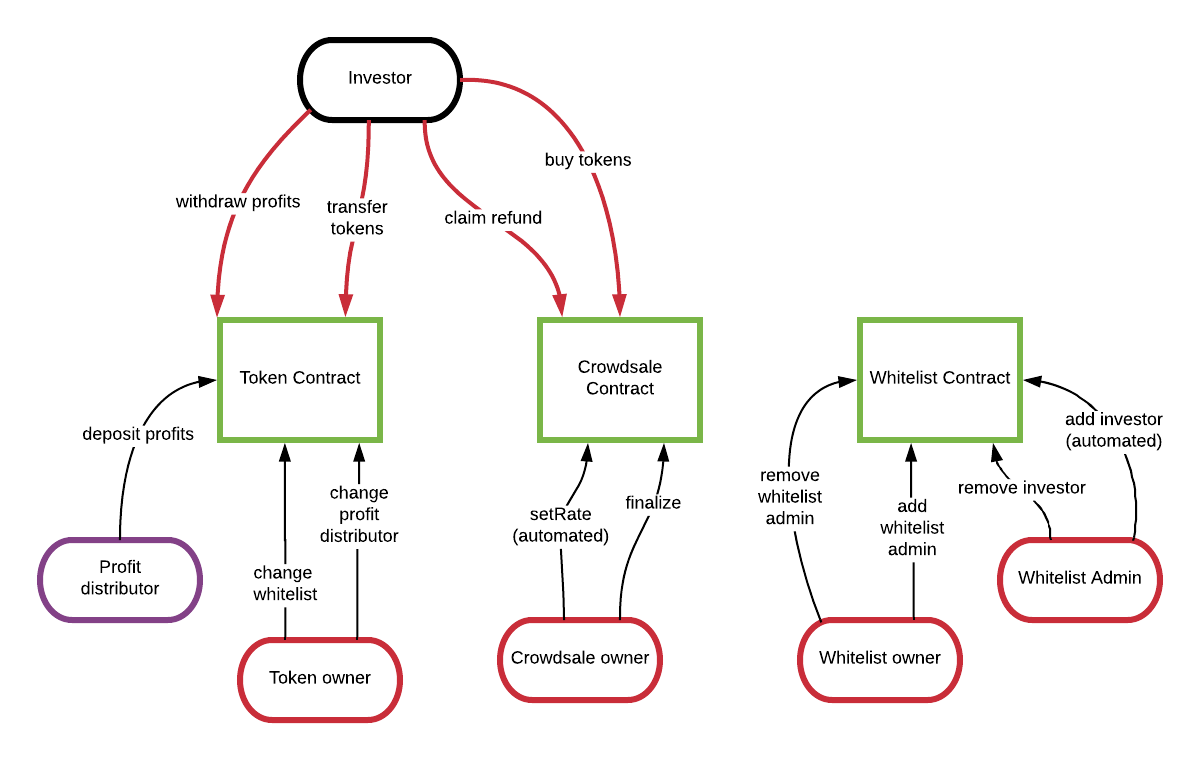 Investor
buy tokens
withdraw profits
transfer
tokens
claim refund
Token Contract
Crowdsale
Contract
Whitelist Contract
deposit profits
add investor
(automated)
change
profit
distributor
setRate
(automated)
finalize
remove
whitelist
admin
add
whitelist
admin
remove investor
Profit
distributor
change
whitelist
Whitelist Admin
Token owner
Crowdsale owner
Whitelist owner